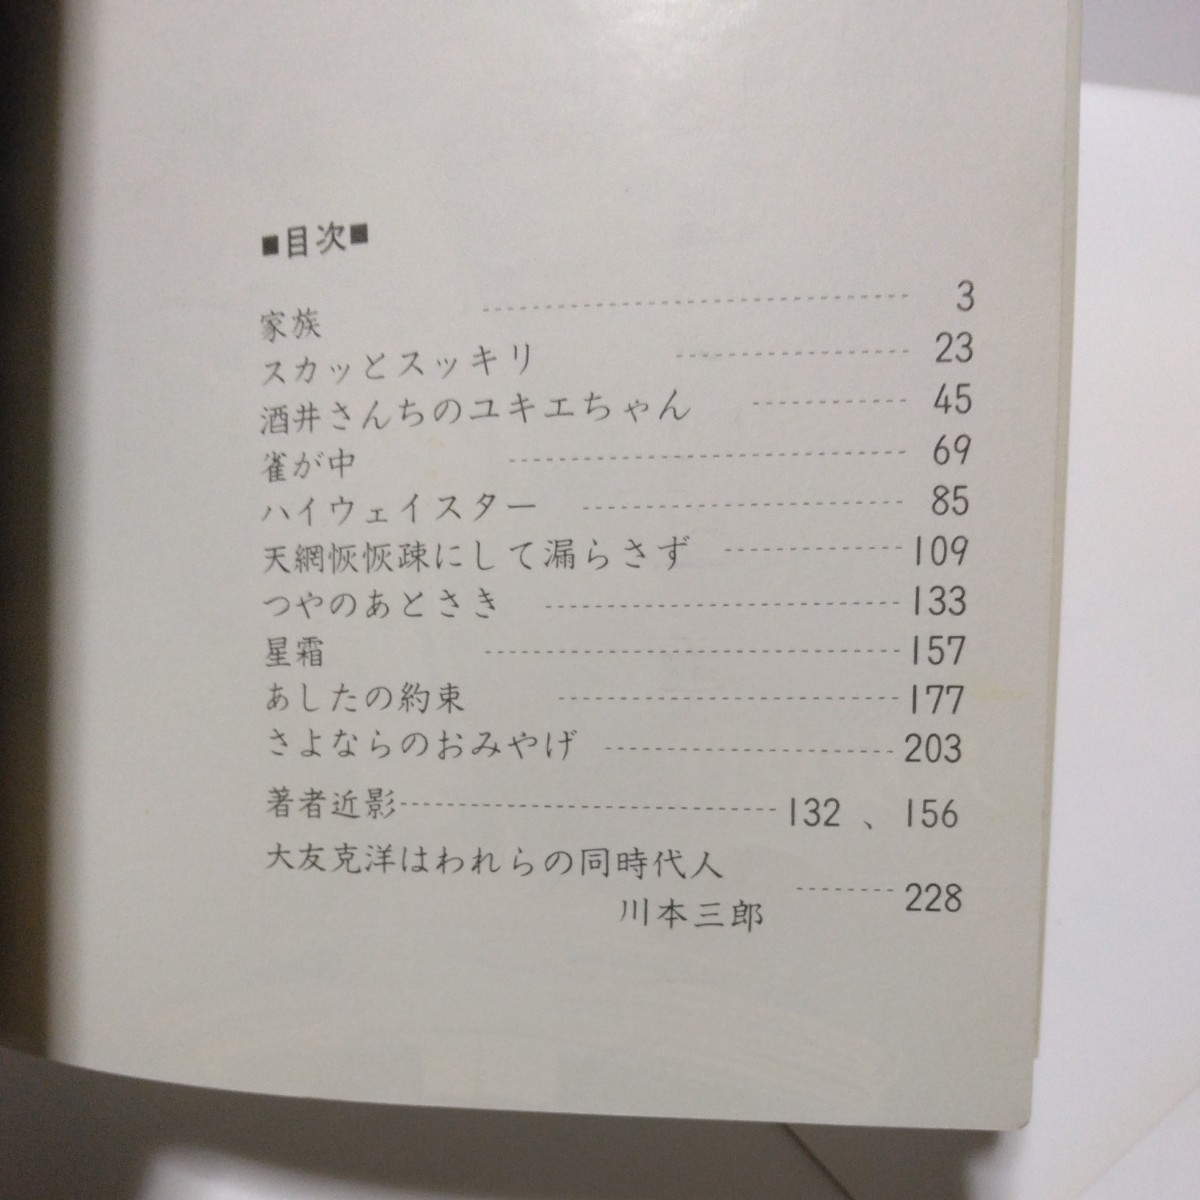 ■目次■
家族 3
スカッとスッキリ 23
酒井さんちのユキエちゃん 45
雀が中 69
ハイウェイスター 85
天網恢恢疎にして漏らさず 109
つやのあとさき 133
星霜 157
あしたの約束 177
さよならのおみやげ 203
著者近影 132、156
大友克洋はわれらの同時代人
川本三郎 228